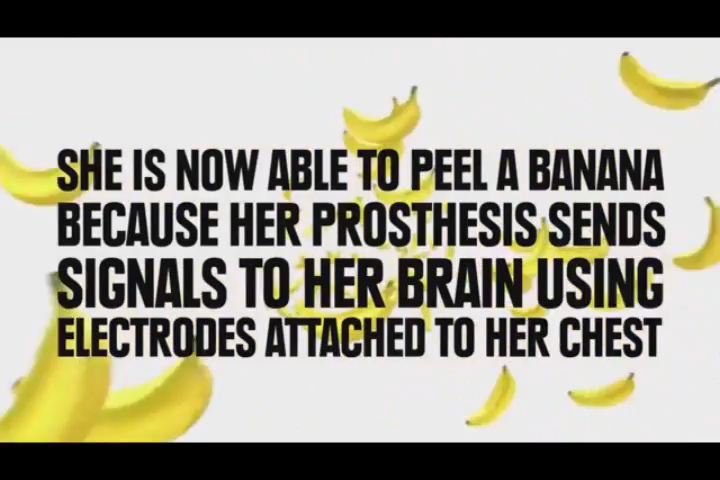 SHE IS NOW ABLE TO PEEL A BANANA
BECAUSE HER PROSTHESIS SENDS
SIGNALS TO HER BRAIN USING
ELECTRODES ATTACHED TO HER CHEST